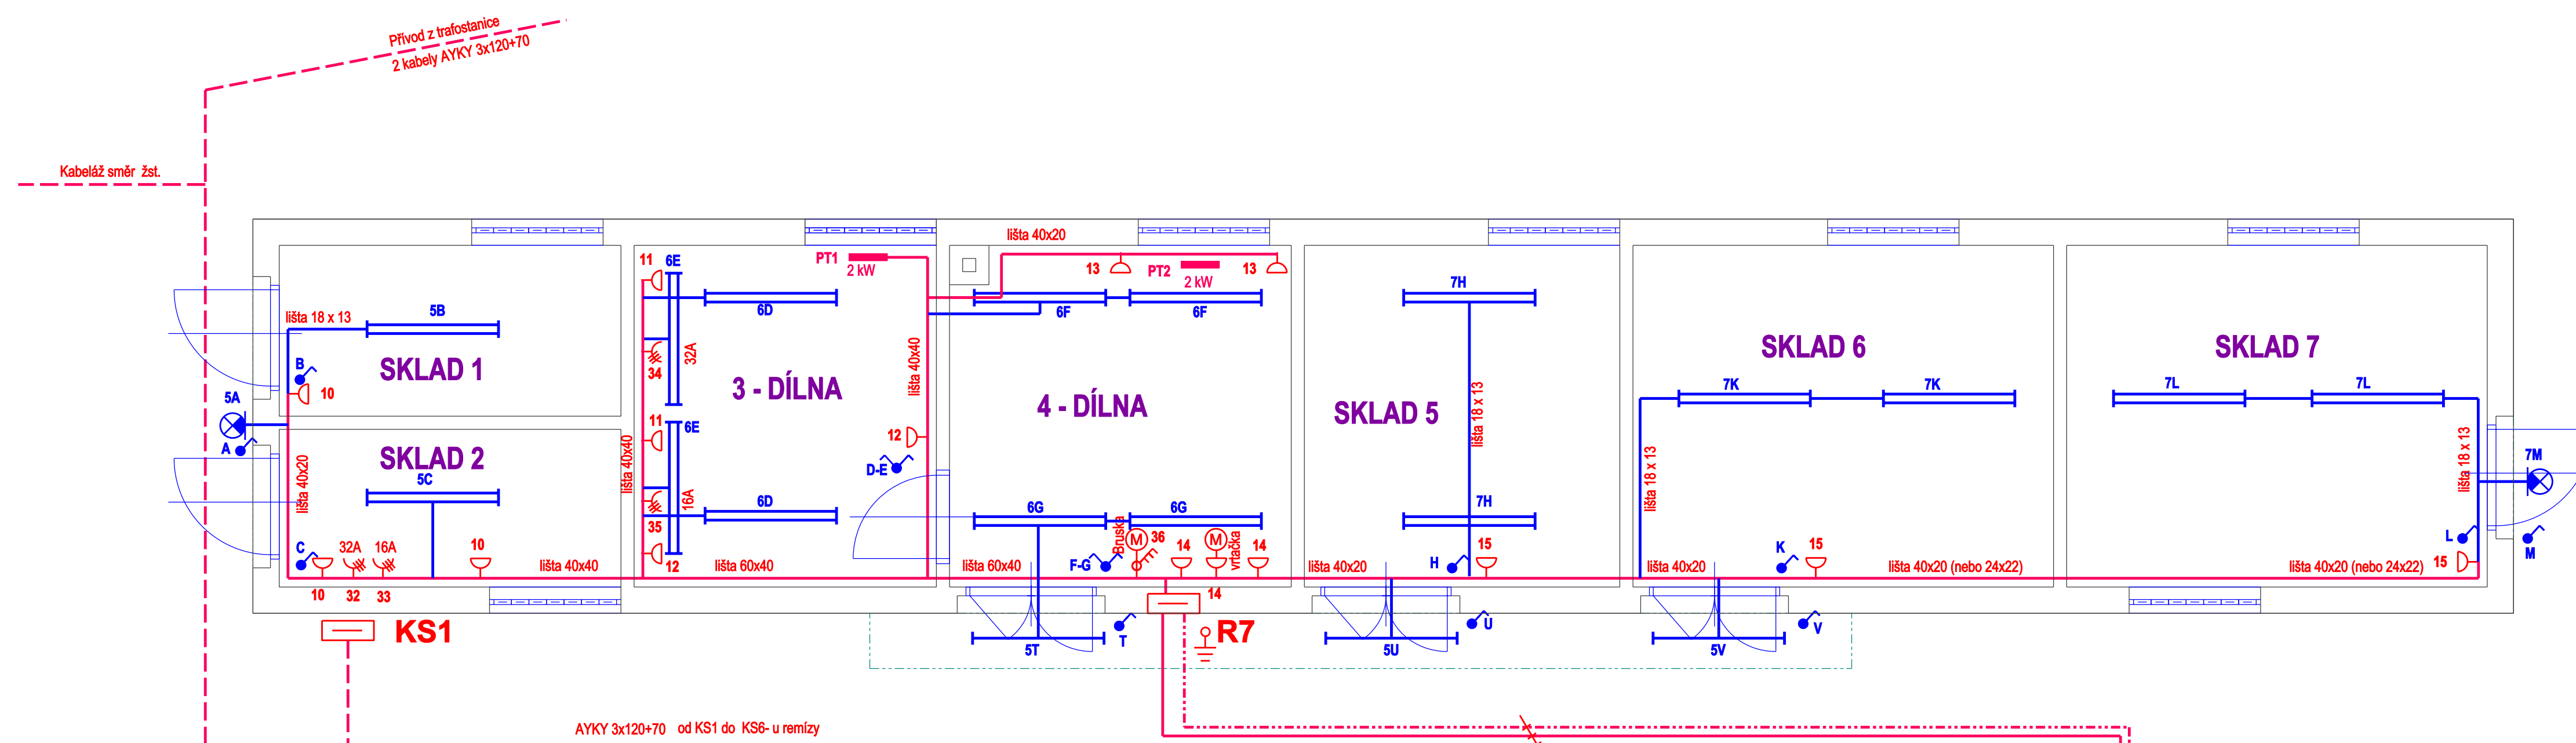 Přívod z trafostanice
2 kabely AYKY 3x120+70
Kabeláž směr žst.
lišta 18 x 13
5B
B
10
SKLAD 1
5A
A
lišta 40x20
SKLAD 2
5C
C
32A
16A
10
10
32
33
lišta 40x40
KS1
11
6E
PT1
2 kW
6D
34
32A
3 - DÍLNA
lišta 40x40
11
6E
lišta 40x40
12
D-E
16A
35
6D
12
lišta 60x40
lišta 40x20
13
PT2
2 kW
13
6F
6F
4 - DÍLNA
6G
6G
Bruska
M
36
M
vrtačka
14
14
F-G
lišta 60x40
14
R7
5T
T
7H
SKLAD 5
lišta 18 x 13
7H
H
15
lišta 40x20
5U
U
SKLAD 6
7K
7K
lišta 18 x 13
K
15
lišta 40x20
lišta 40x20 (nebo 24x22)
5V
V
SKLAD 7
7L
7L
lišta 18 x 13
7M
L
M
15
lišta 40x20 (nebo 24x22)
AYKY 3x120+70 od KS1 do KS6- u remízy